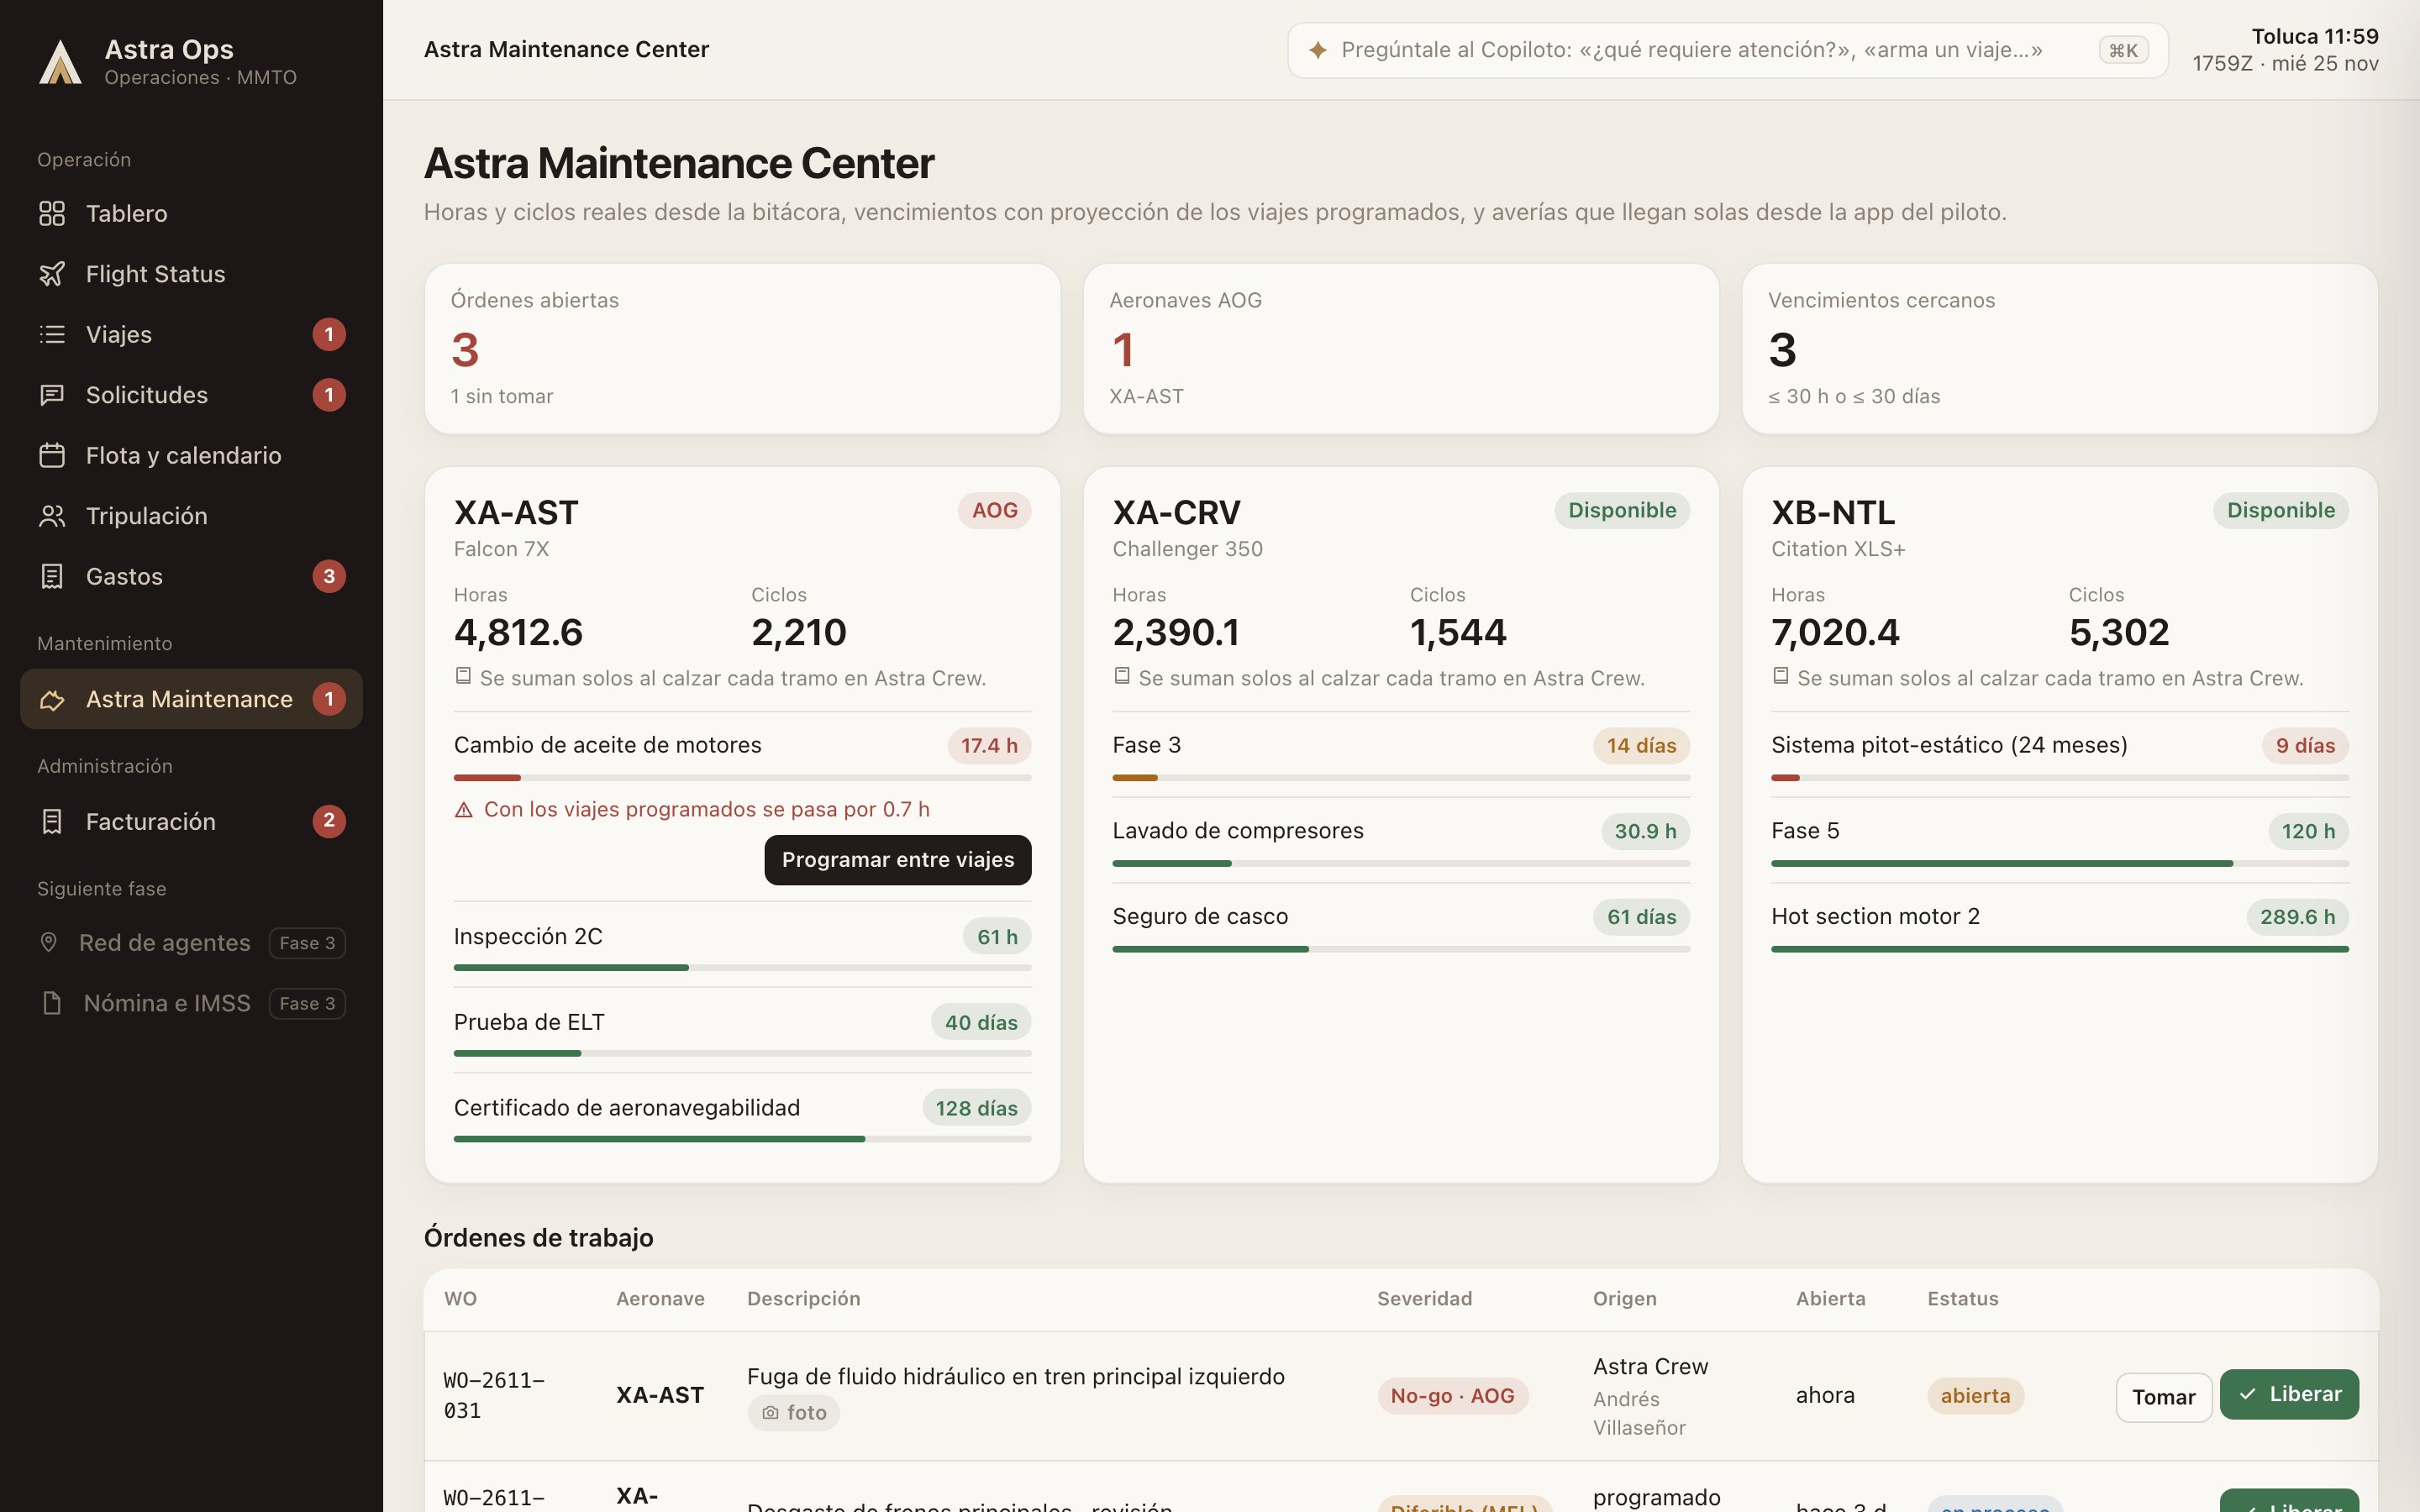 Astra Ops
Operaciones · MMTO
Operación
Tablero
Flight Status
Viajes 1
Solicitudes 1
Flota y calendario
Tripulación
Gastos 3
Mantenimiento
Astra Maintenance 1
Administración
Facturación 2
Siguiente fase
Red de agentes Fase 3
Nómina e IMSS Fase 3
Astra Maintenance Center
Pregúntale al Copiloto: «¿qué requiere atención?», «arma un viaje...» ⌘K
Toluca 11:59
1759Z · mié 25 nov
Astra Maintenance Center
Horas y ciclos reales desde la bitácora, vencimientos con proyección de los viajes programados, y averías que llegan solas desde la app del piloto.
Órdenes abiertas
3
1 sin tomar
Aeronaves AOG
1
XA-AST
Vencimientos cercanos
3
≤ 30 h o ≤ 30 días
XA-AST AOG
Falcon 7X
Horas Ciclos
4,812.6 2,210
Se suman solos al calzar cada tramo en Astra Crew.
Cambio de aceite de motores 17.4 h
Con los viajes programados se pasa por 0.7 h
Programar entre viajes
Inspección 2C 61 h
Prueba de ELT 40 días
Certificado de aeronavegabilidad 128 días
XA-CRV Disponible
Challenger 350
Horas Ciclos
2,390.1 1,544
Se suman solos al calzar cada tramo en Astra Crew.
Fase 3 14 días
Lavado de compresores 30.9 h
Seguro de casco 61 días
XB-NTL Disponible
Citation XLS+
Horas Ciclos
7,020.4 5,302
Se suman solos al calzar cada tramo en Astra Crew.
Sistema pitot-estático (24 meses) 9 días
Fase 5 120 h
Hot section motor 2 289.6 h
Órdenes de trabajo
WO Aeronave Descripción Severidad Origen Abierta Estatus
WO-2611-
031
XA-AST
Fuga de fluido hidráulico en tren principal izquierdo
foto
No-go · AOG
Astra Crew
Andrés
Villaseñor
ahora
abierta
Tomar
Liberar
WO-2611-
XA-
Desgaste de frenos principales · revisión
Diferible (MEL)
programado
hace 3 d
en proceso
Liberar